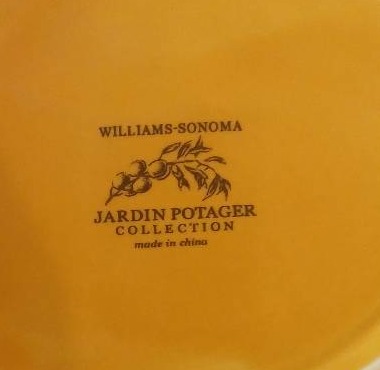 WILLIAMS-SONOMA
JARDIN POTAGER
COLLECTION
made in china